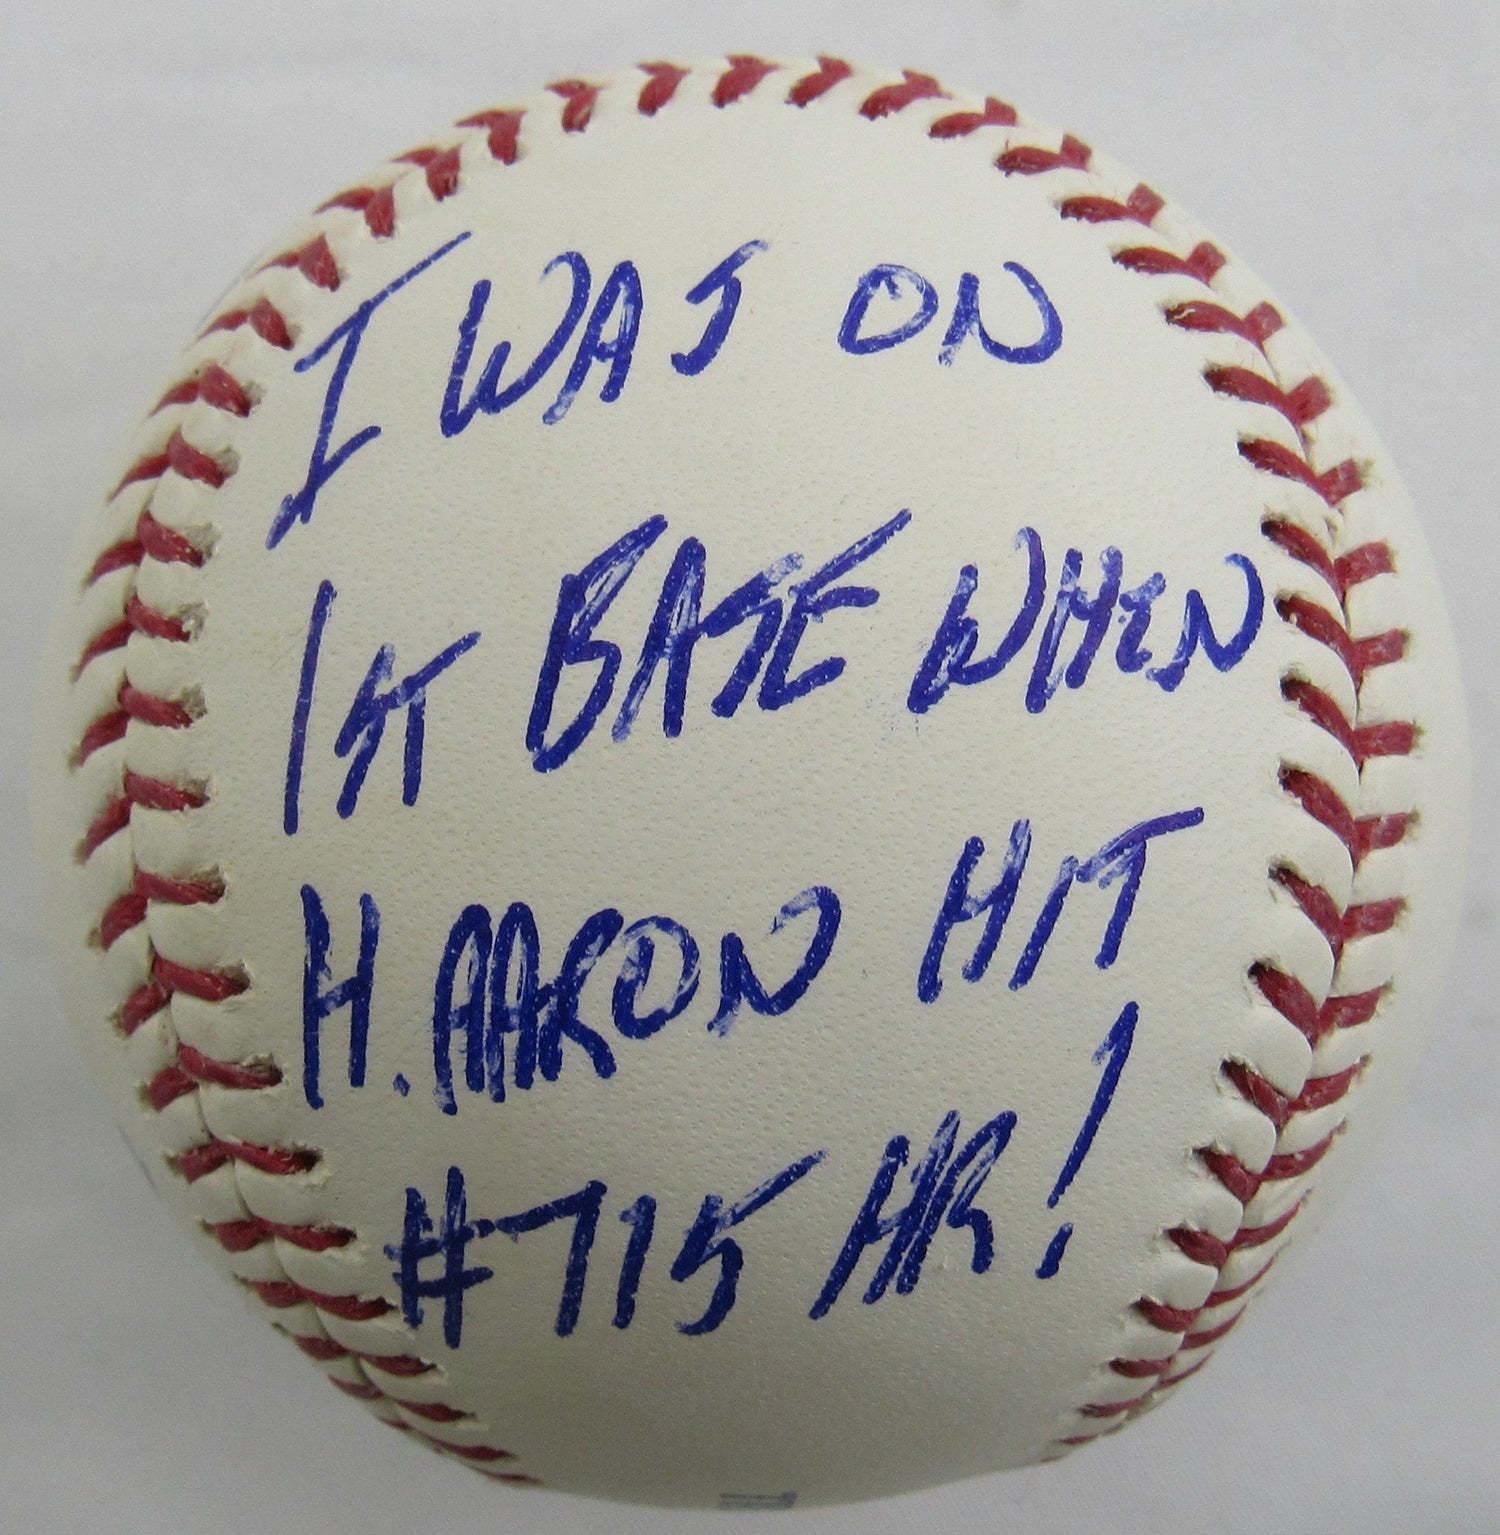 I WAS ON
1ST BASE WHEN
H. AARON HIT
#715 HR!